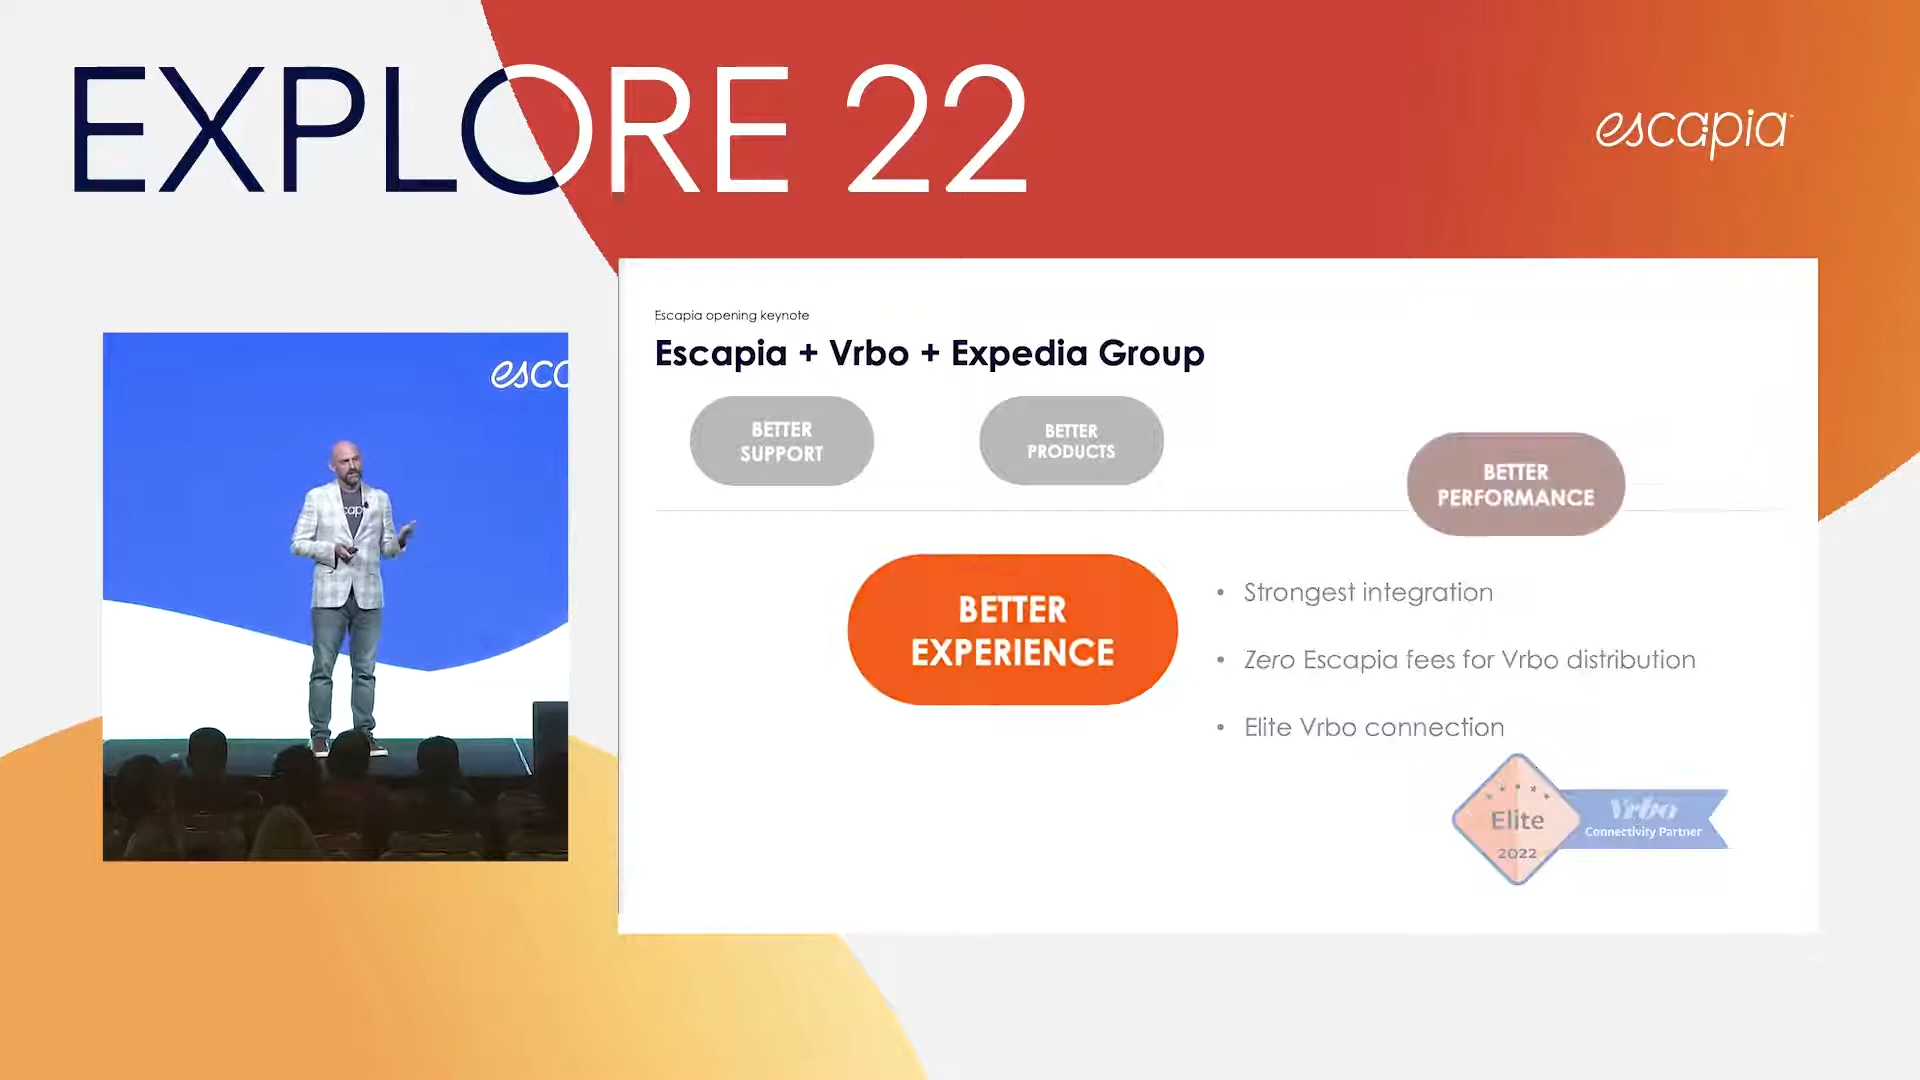 EXPLORE 22
escapia
Escapia opening keynote
Escapia + Vrbo + Expedia Group
BETTER
SUPPORT
BETTER
PRODUCTS
BETTER
PERFORMANCE
BETTER
EXPERIENCE
• Strongest integration
• Zero Escapia fees for Vrbo distribution
• Elite Vrbo connection
Elite
2022
Vrbo
Connectivity Partner